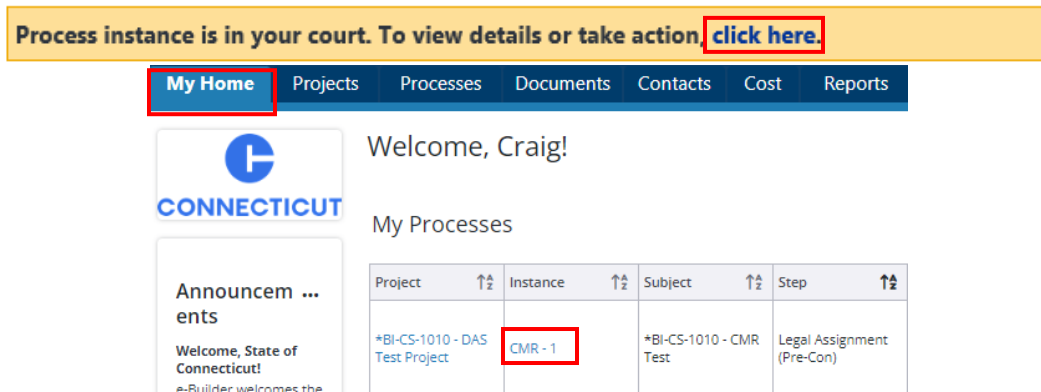 Process instance is in your court. To view details or take action, click here.
My Home Projects Processes Documents Contacts Cost Reports
CONNECTICUT
Welcome, Craig!
My Processes
Announcem ...
ents
Welcome, State of
Connecticut!
e-Builder welcomes the
Project Instance Subject Step
*BI-CS-1010 - DAS
Test Project
CMR - 1
*BI-CS-1010 - CMR
Test
Legal Assignment
(Pre-Con)